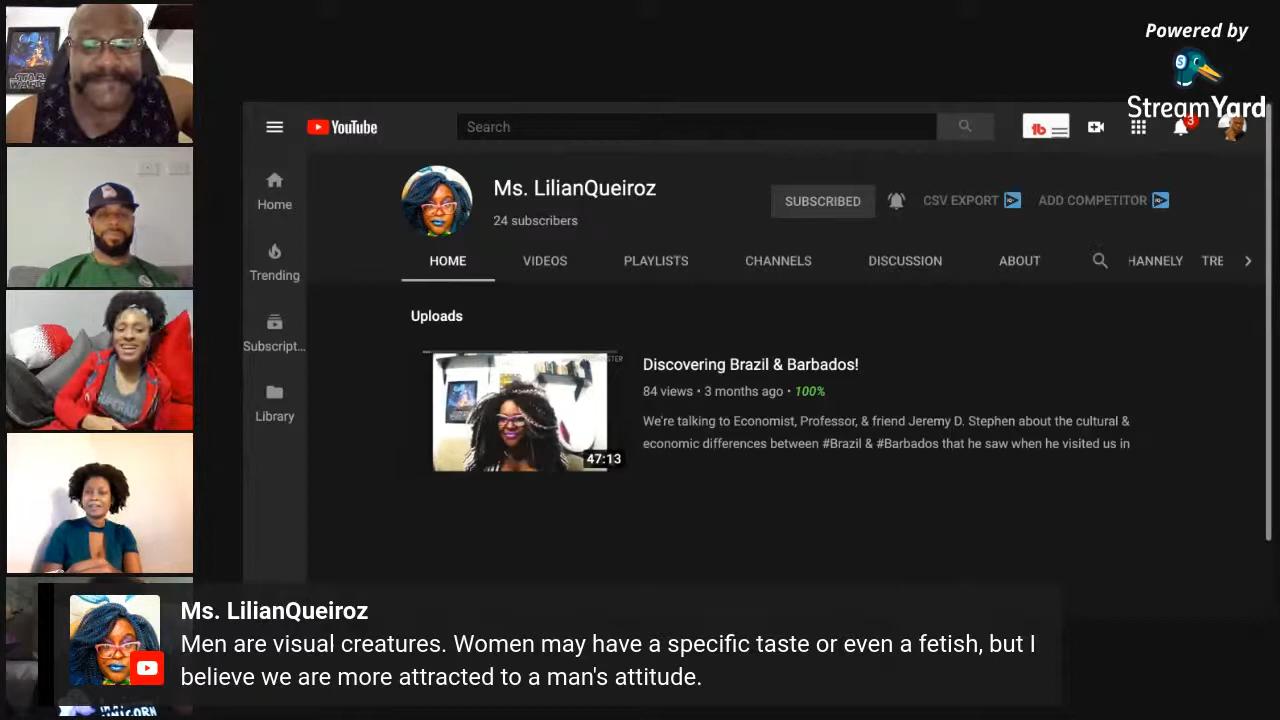 Powered by
StreamYard
STAR
WARS
YouTube
Search
3
Home
Trending
Subscript...
Library
Ms. LilianQueiroz
24 subscribers
SUBSCRIBED
CSV EXPORT
ADD COMPETITOR
HOME
VIDEOS
PLAYLISTS
CHANNELS
DISCUSSION
ABOUT
HANNELY
TRE
Uploads
47:13
Discovering Brazil & Barbados!
84 views • 3 months ago • 100%
We're talking to Economist, Professor, & friend Jeremy D. Stephen about the cultural &
economic differences between #Brazil & #Barbados that he saw when he visited us in
Ms. LilianQueiroz
Men are visual creatures. Women may have a specific taste or even a fetish, but I
believe we are more attracted to a man's attitude.
UNICORN